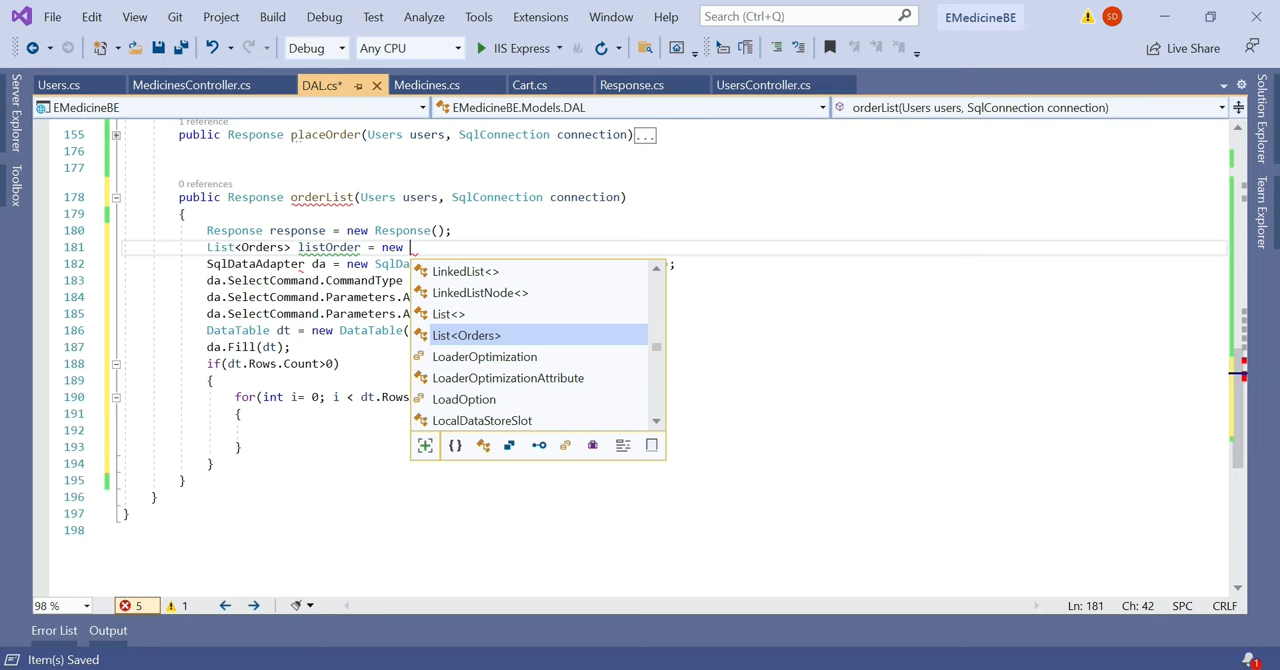 File Edit View Git Project Build Debug Test Analyze Tools Extensions Window Help Search (Ctrl+Q) EMedicineBE SD
Debug Any CPU IIS Express Live Share
Users.cs MedicinesController.cs DAL.cs* Medicines.cs Cart.cs Response.cs UsersController.cs
EMedicineBE EMedicineBE.Models.DAL orderList(Users users, SqlConnection connection)
Server Explorer
Toolbox
Solution Explorer
Team Explorer
1 reference
155 public Response placeOrder(Users users, SqlConnection connection)...
176
177
0 references
178 public Response orderList(Users users, SqlConnection connection)
179 {
180 Response response = new Response();
181 List<Orders> listOrder = new
182 SqlDataAdapter da = new SqlDa ;
183 da.SelectCommand.CommandType
184 da.SelectCommand.Parameters.A
185 da.SelectCommand.Parameters.A
186 DataTable dt = new DataTable(
187 da.Fill(dt);
188 if(dt.Rows.Count>0)
189 {
190 for(int i= 0; i < dt.Rows
191 {
192
193 }
194 }
195 }
196 }
197 }
198
LinkedList<>
LinkedListNode<>
List<>
List<Orders>
LoaderOptimization
LoaderOptimizationAttribute
LoadOption
LocalDataStoreSlot
98 % 5 1 Ln: 181 Ch: 42 SPC CRLF
Error List Output
Item(s) Saved 1